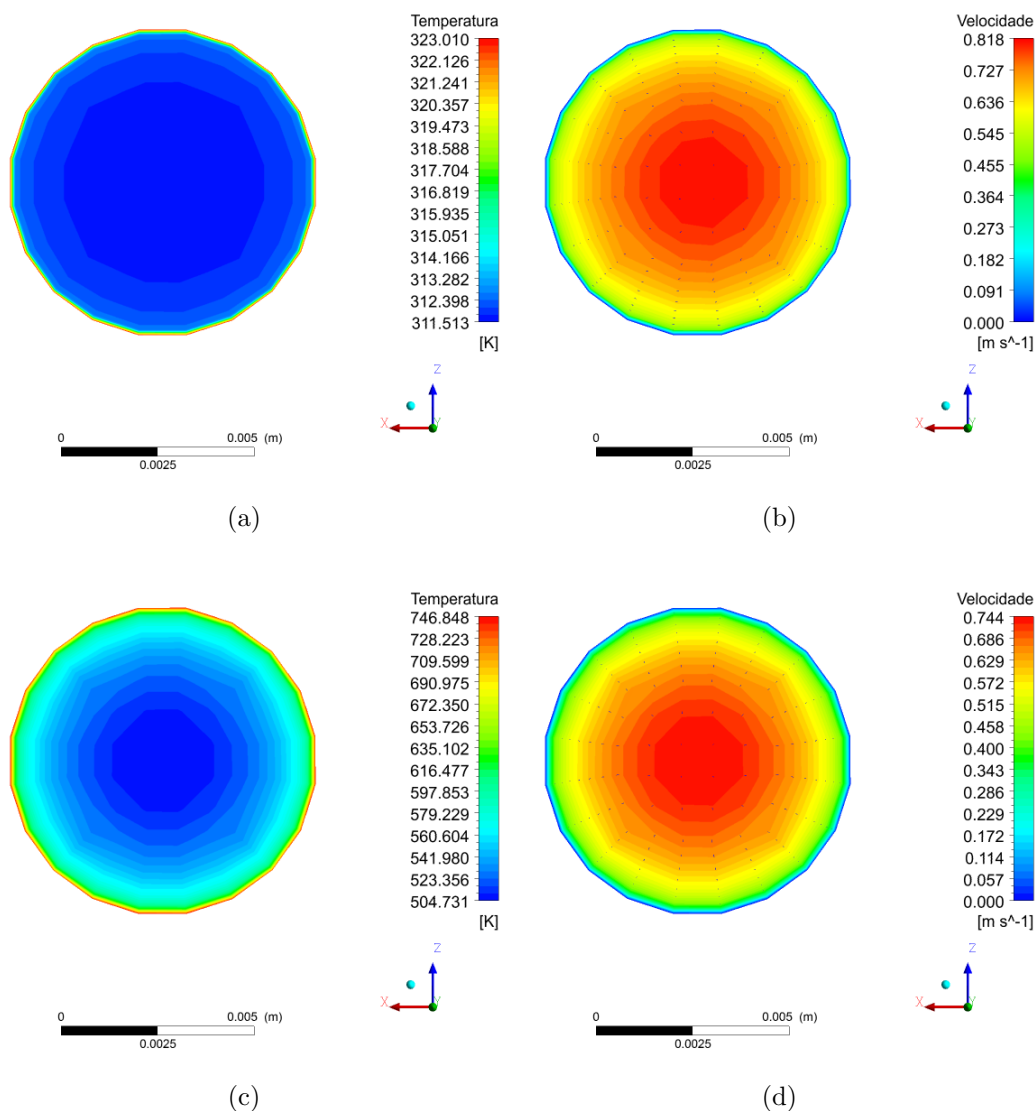 Temperatura
323.010
322.126
321.241
320.357
319.473
318.588
317.704
316.819
315.935
315.051
314.166
313.282
312.398
311.513
[K]
Z
X
Y
0 0.005 (m)
0.0025
(a)
Velocidade
0.818
0.727
0.636
0.545
0.455
0.364
0.273
0.182
0.091
0.000
[m s^-1]
Z
X
Y
0 0.005 (m)
0.0025
(b)
Temperatura
746.848
728.223
709.599
690.975
672.350
653.726
635.102
616.477
597.853
579.229
560.604
541.980
523.356
504.731
[K]
Z
X
Y
0 0.005 (m)
0.0025
(c)
Velocidade
0.744
0.686
0.629
0.572
0.515
0.458
0.400
0.343
0.286
0.229
0.172
0.114
0.057
0.000
[m s^-1]
Z
X
Y
0 0.005 (m)
0.0025
(d)